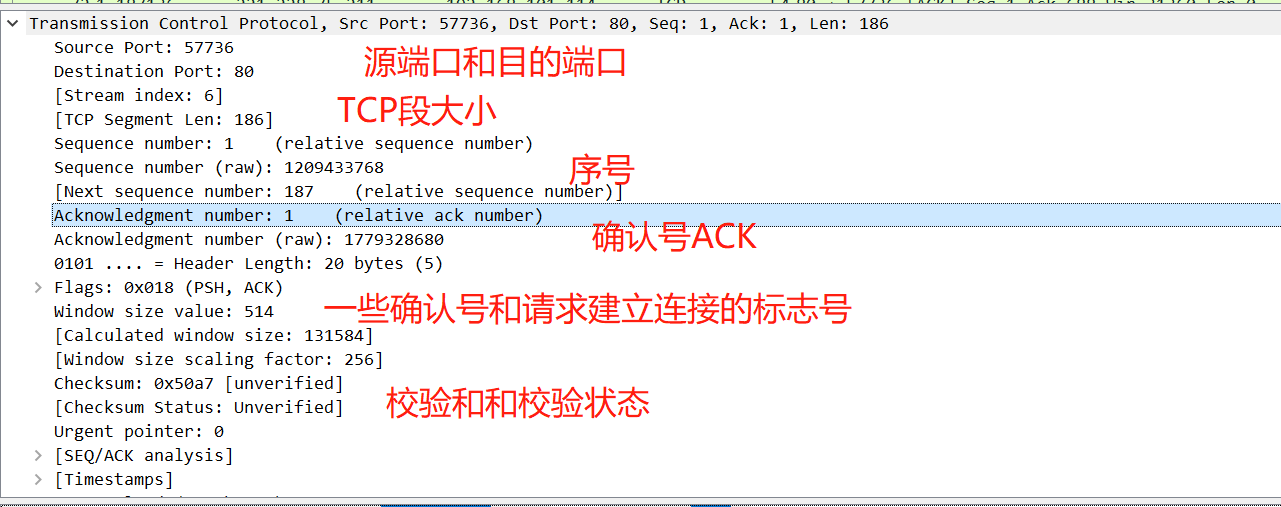 Transmission Control Protocol, Src Port: 57736, Dst Port: 80, Seq: 1, Ack: 1, Len: 186
Source Port: 57736
源端口和目的端口
Destination Port: 80
[Stream index: 6]
TCP段大小
[TCP Segment Len: 186]
Sequence number: 1 (relative sequence number)
Sequence number (raw): 1209433768
序号
[Next sequence number: 187 (relative sequence number)]
Acknowledgment number: 1 (relative ack number)
确认号ACK
Acknowledgment number (raw): 1779328680
0101 .... = Header Length: 20 bytes (5)
Flags: 0x018 (PSH, ACK)
一些确认号和请求建立连接的标志号
Window size value: 514
[Calculated window size: 131584]
[Window size scaling factor: 256]
Checksum: 0x50a7 [unverified]
校验和和校验状态
[Checksum Status: Unverified]
Urgent pointer: 0
[SEQ/ACK analysis]
[Timestamps]